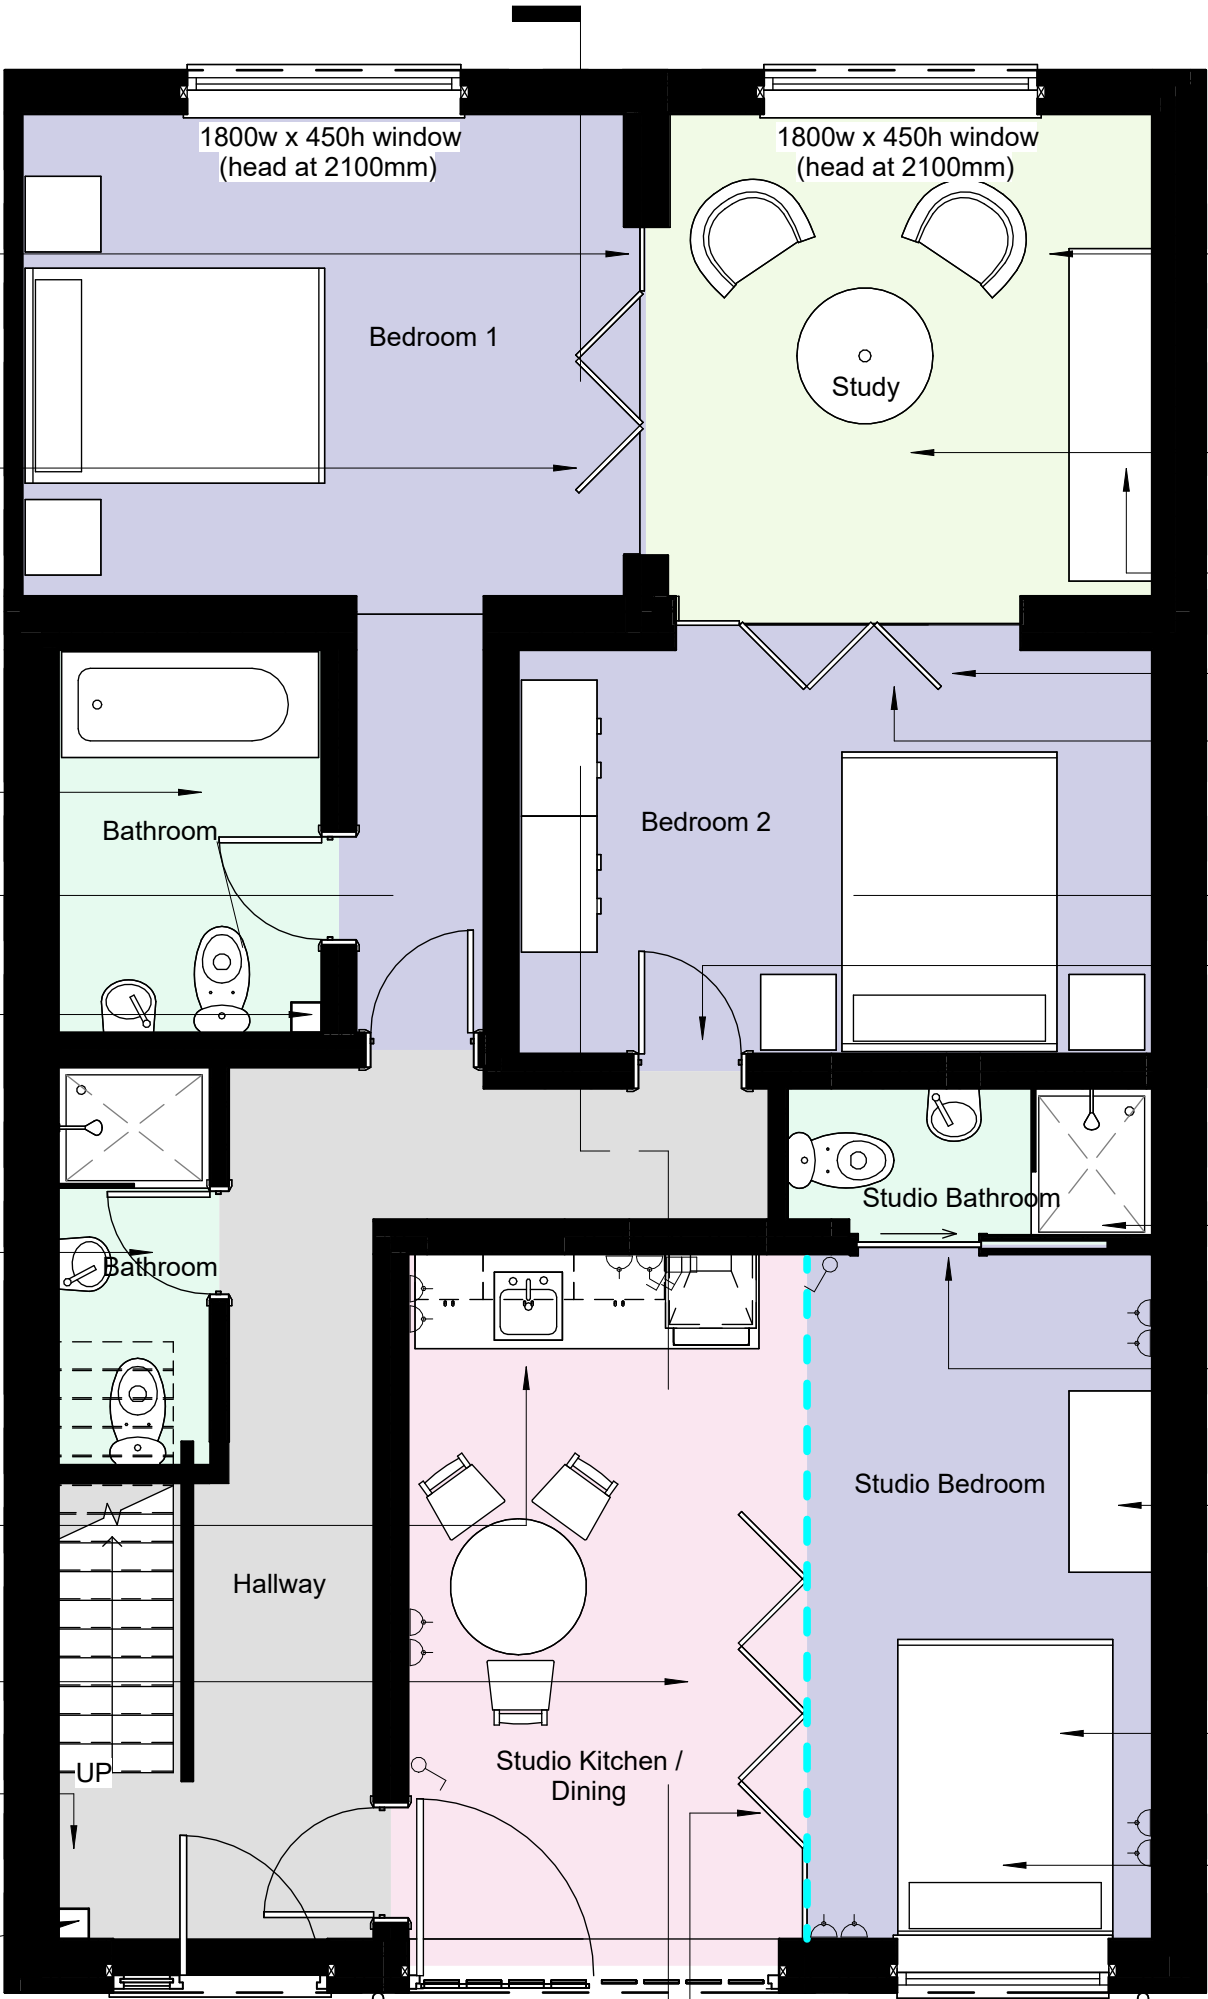 1800w x 450h window
(head at 2100mm)
1800w x 450h window
(head at 2100mm)
Bedroom 1
Study
Bathroom
Bedroom 2
Studio Bathroom
Bathroom
Studio Bedroom
Hallway
Studio Kitchen /
Dining
UP